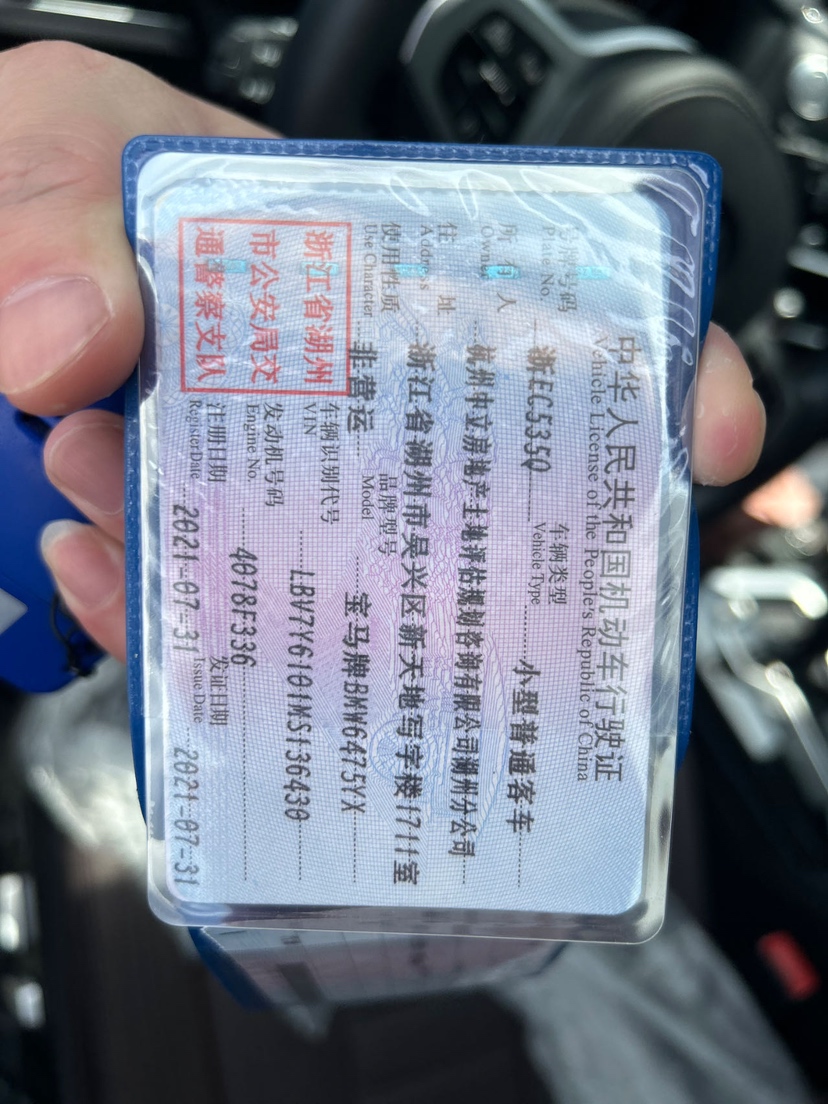 中华人民共和国机动车行驶证
Vehicle License of the People's Republic of China
号牌号码 浙EC535Q 车辆类型 小型普通客车
Plate No. Vehicle Type
所有人 杭州中立房地产土地评估规划咨询有限公司湖州分公司
Owner
住址 浙江省湖州市吴兴区新天地写字楼1711室
Address
使用性质 非营运 品牌型号 宝马牌BMW6475YX
Use Character Model
浙江省湖州
市公安局交
通警察支队
车辆识别代号 LBV7Y6101MS136430
VIN
发动机号码 4078F336
Engine No.
注册日期 2021-07-31 发证日期 2021-07-31
Register Date Issue Date